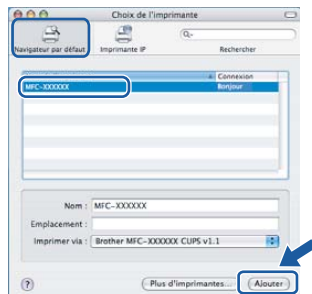 Choix de l'imprimante
Q-
Navigateur par défaut
Imprimante IP
Rechercher
Connexion
MFC-XXXXXX
Bonjour
Nom : MFC-XXXXXX
Emplacement :
Imprimer via : Brother MFC-XXXXXX CUPS v1.1
?
Plus d'imprimantes...
Ajouter